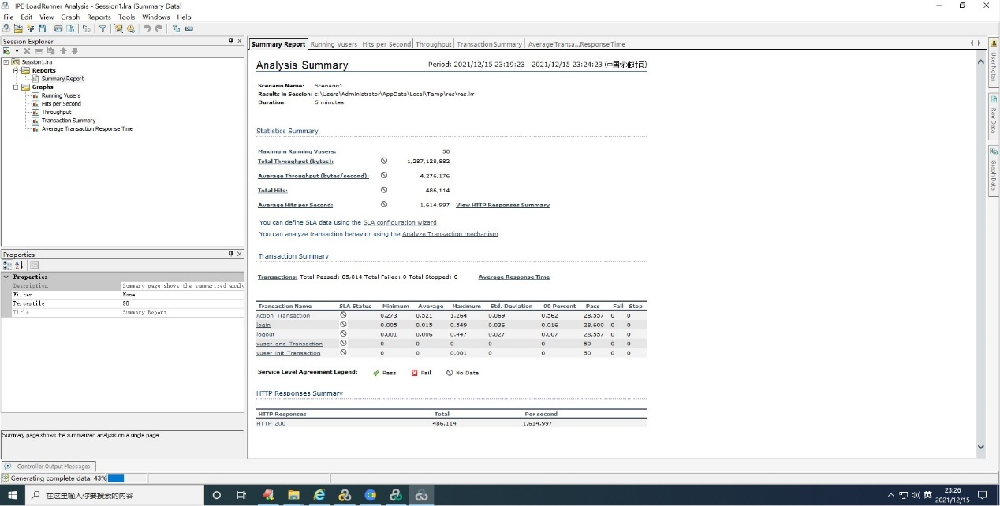 HPE LoadRunner Analysis - Session1.lra (Summary Data)
File Edit View Graph Reports Tools Windows Help
Session Explorer
Session1.lra
Reports
Summary Report
Graphs
Running Vusers
Hits per Second
Throughput
Transaction Summary
Average Transaction Response Time
Properties
Properties
Description Summary page shows the summarized analy
Filter None
Percentile 90
Title Summary Report
Summary page shows the summarized analysis on a single page
Summary Report Running Vusers Hits per Second Throughput TransactionSummary Average Transa...Response Time
Analysis Summary Period: 2021/12/15 23:19:23 - 2021/12/15 23:24:23 (中国标准时间)
Scenario Name: Scenario1
Results in Session: c:\Users\Administrator\AppData\Local\Temp\res\res.lrr
Duration: 5 minutes.
Statistics Summary
Maximum Running Vusers: 50
Total Throughput (bytes): 1,287,128,882
Average Throughput (bytes/second): 4,276,176
Total Hits: 486,114
Average Hits per Second: 1,614.997 View HTTP Responses Summary
You can define SLA data using the SLA configuration wizard
You can analyze transaction behavior using the Analyze Transaction mechanism
Transaction Summary
Transactions: Total Passed: 85,814 Total Failed: 0 Total Stopped: 0 Average Response Time
Transaction Name SLA Status Minimum Average Maximum Std. Deviation 90 Percent Pass Fail Stop
Action_Transaction 0.273 0.521 1.264 0.069 0.562 28,557 0 0
login 0.005 0.015 0.549 0.036 0.016 28,600 0 0
logout 0.001 0.006 0.447 0.027 0.007 28,557 0 0
vuser_end_Transaction 0 0 0 0 0 50 0 0
vuser_init_Transaction 0 0 0.001 0 0 50 0 0
Service Level Agreement Legend: Pass Fail No Data
HTTP Responses Summary
HTTP Responses Total Per second
HTTP_200 486,114 1,614.997
User Notes
Raw Data
Graph Data
Controller Output Messages
Generating complete data: 43%
在这里输入你要搜索的内容
英
23:26
2021/12/15